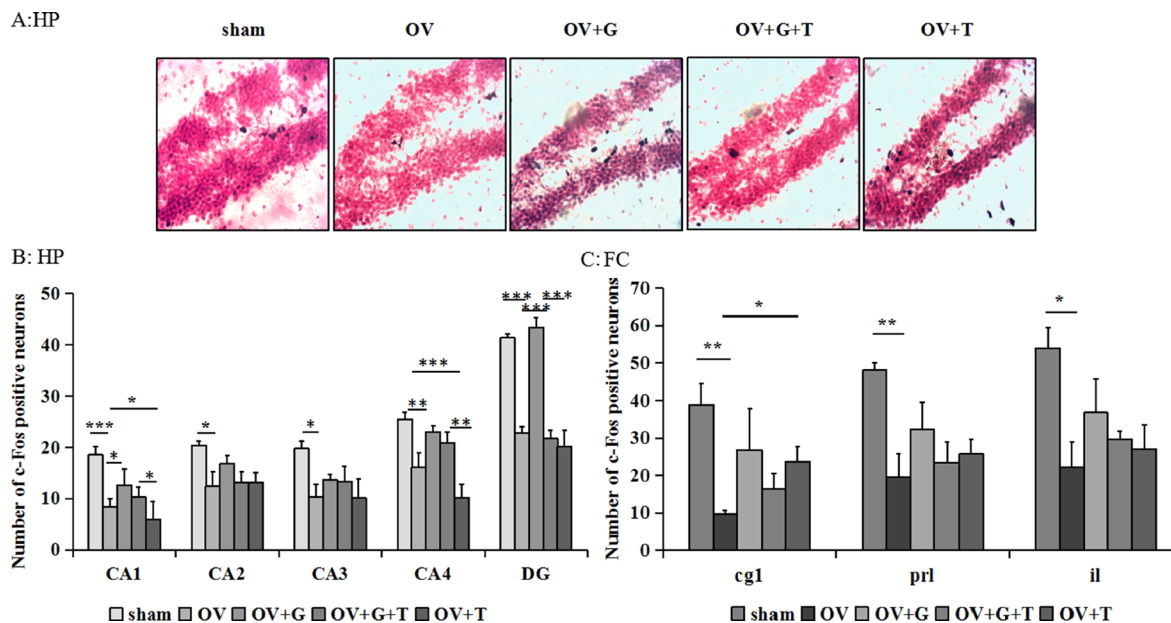 A:HP
sham OV OV+G OV+G+T OV+T
B: HP
C: FC
Number of c-Fos positive neurons
50
40
30
20
10
0
*** * * * * * * ** *** ** *** *** ***
CA1 CA2 CA3 CA4 DG
sham OV OV+G OV+G+T OV+T
Number of c-Fos positive neurons
70
60
50
40
30
20
10
0
** * ** *
cg1 prl il
sham OV OV+G OV+G+T OV+T